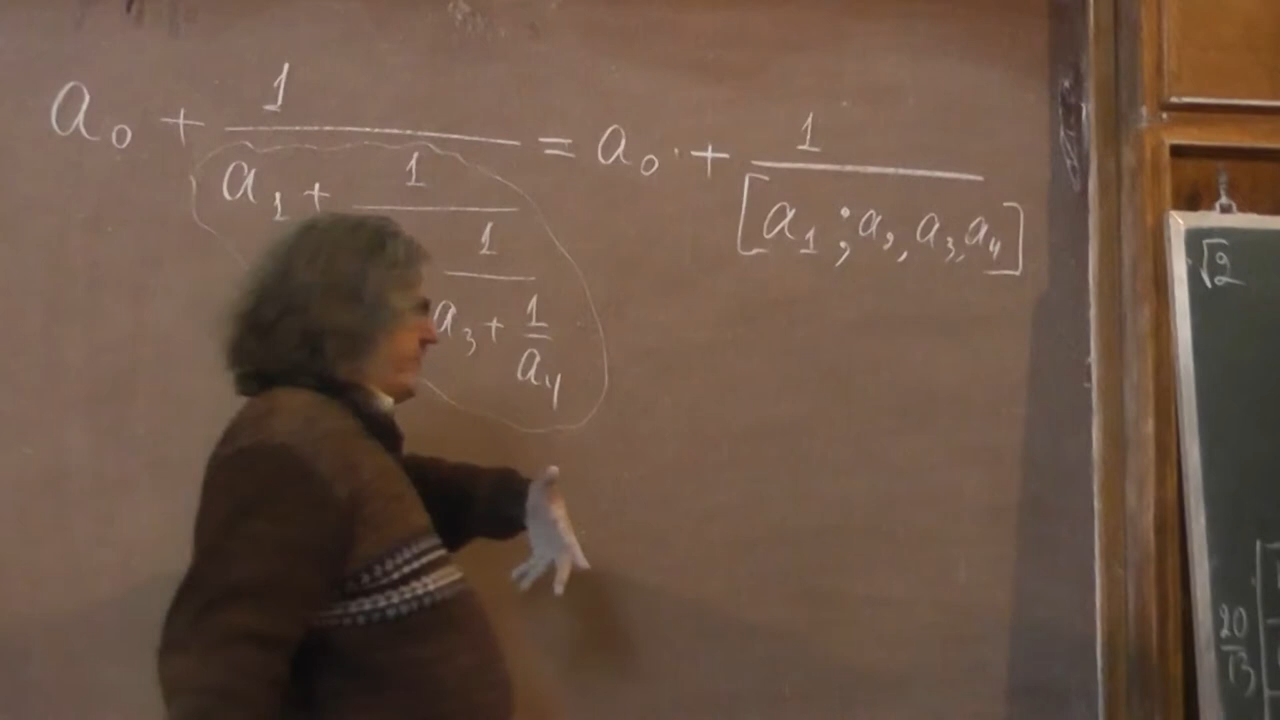 a₀ + 1 = a₀ + 1
a₁ + 1 [a₁; a₂, a₃, a₄]
1
a₃ + 1
a₄
√2
20
13